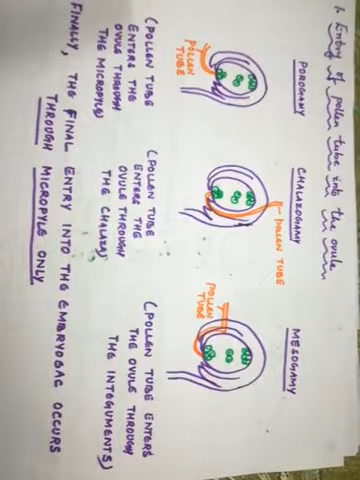 1. Entry of pollen tube into the ovule
POROGAMY
CHALAZOGAMY
MESOGAMY
POLLEN
TUBE
POLLEN TUBE
POLLEN
TUBE
(POLLEN TUBE
ENTERS THE
OVULE THROUGH
THE MICROPYLE)
(POLLEN TUBE
ENTERS THE
OVULE THROUGH
THE CHALAZA)
(POLLEN TUBE ENTERS
THE OVULE THROUGH
THE INTEGUMENTS)
FINALLY, THE FINAL ENTRY INTO THE EMBRYOSAC OCCURS
THROUGH MICROPYLE ONLY